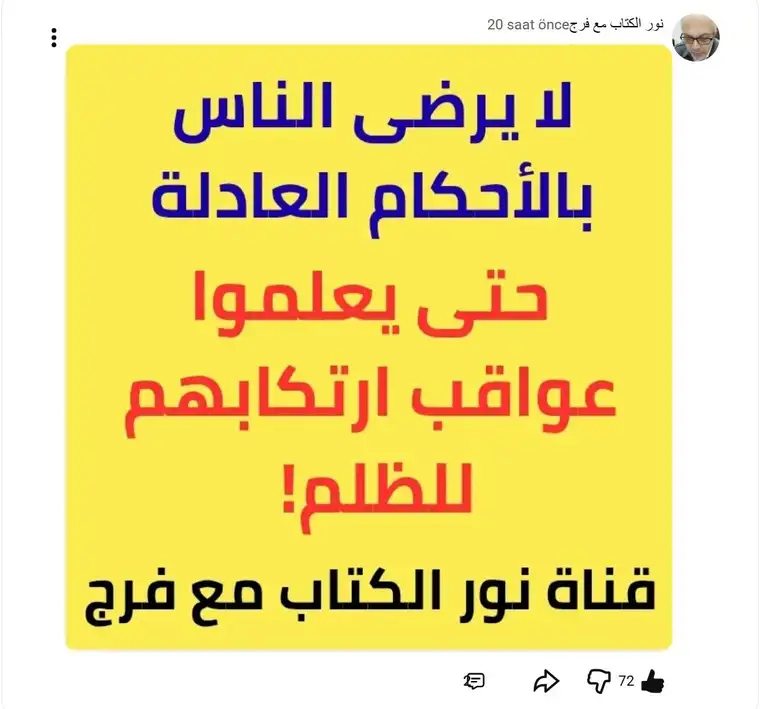 نور الكتاب مع فرج 20 saat önce
لا يرضى الناس
بالأحكام العادلة
حتى يعلموا
عواقب ارتكابهم
للظلم!
قناة نور الكتاب مع فرج
72